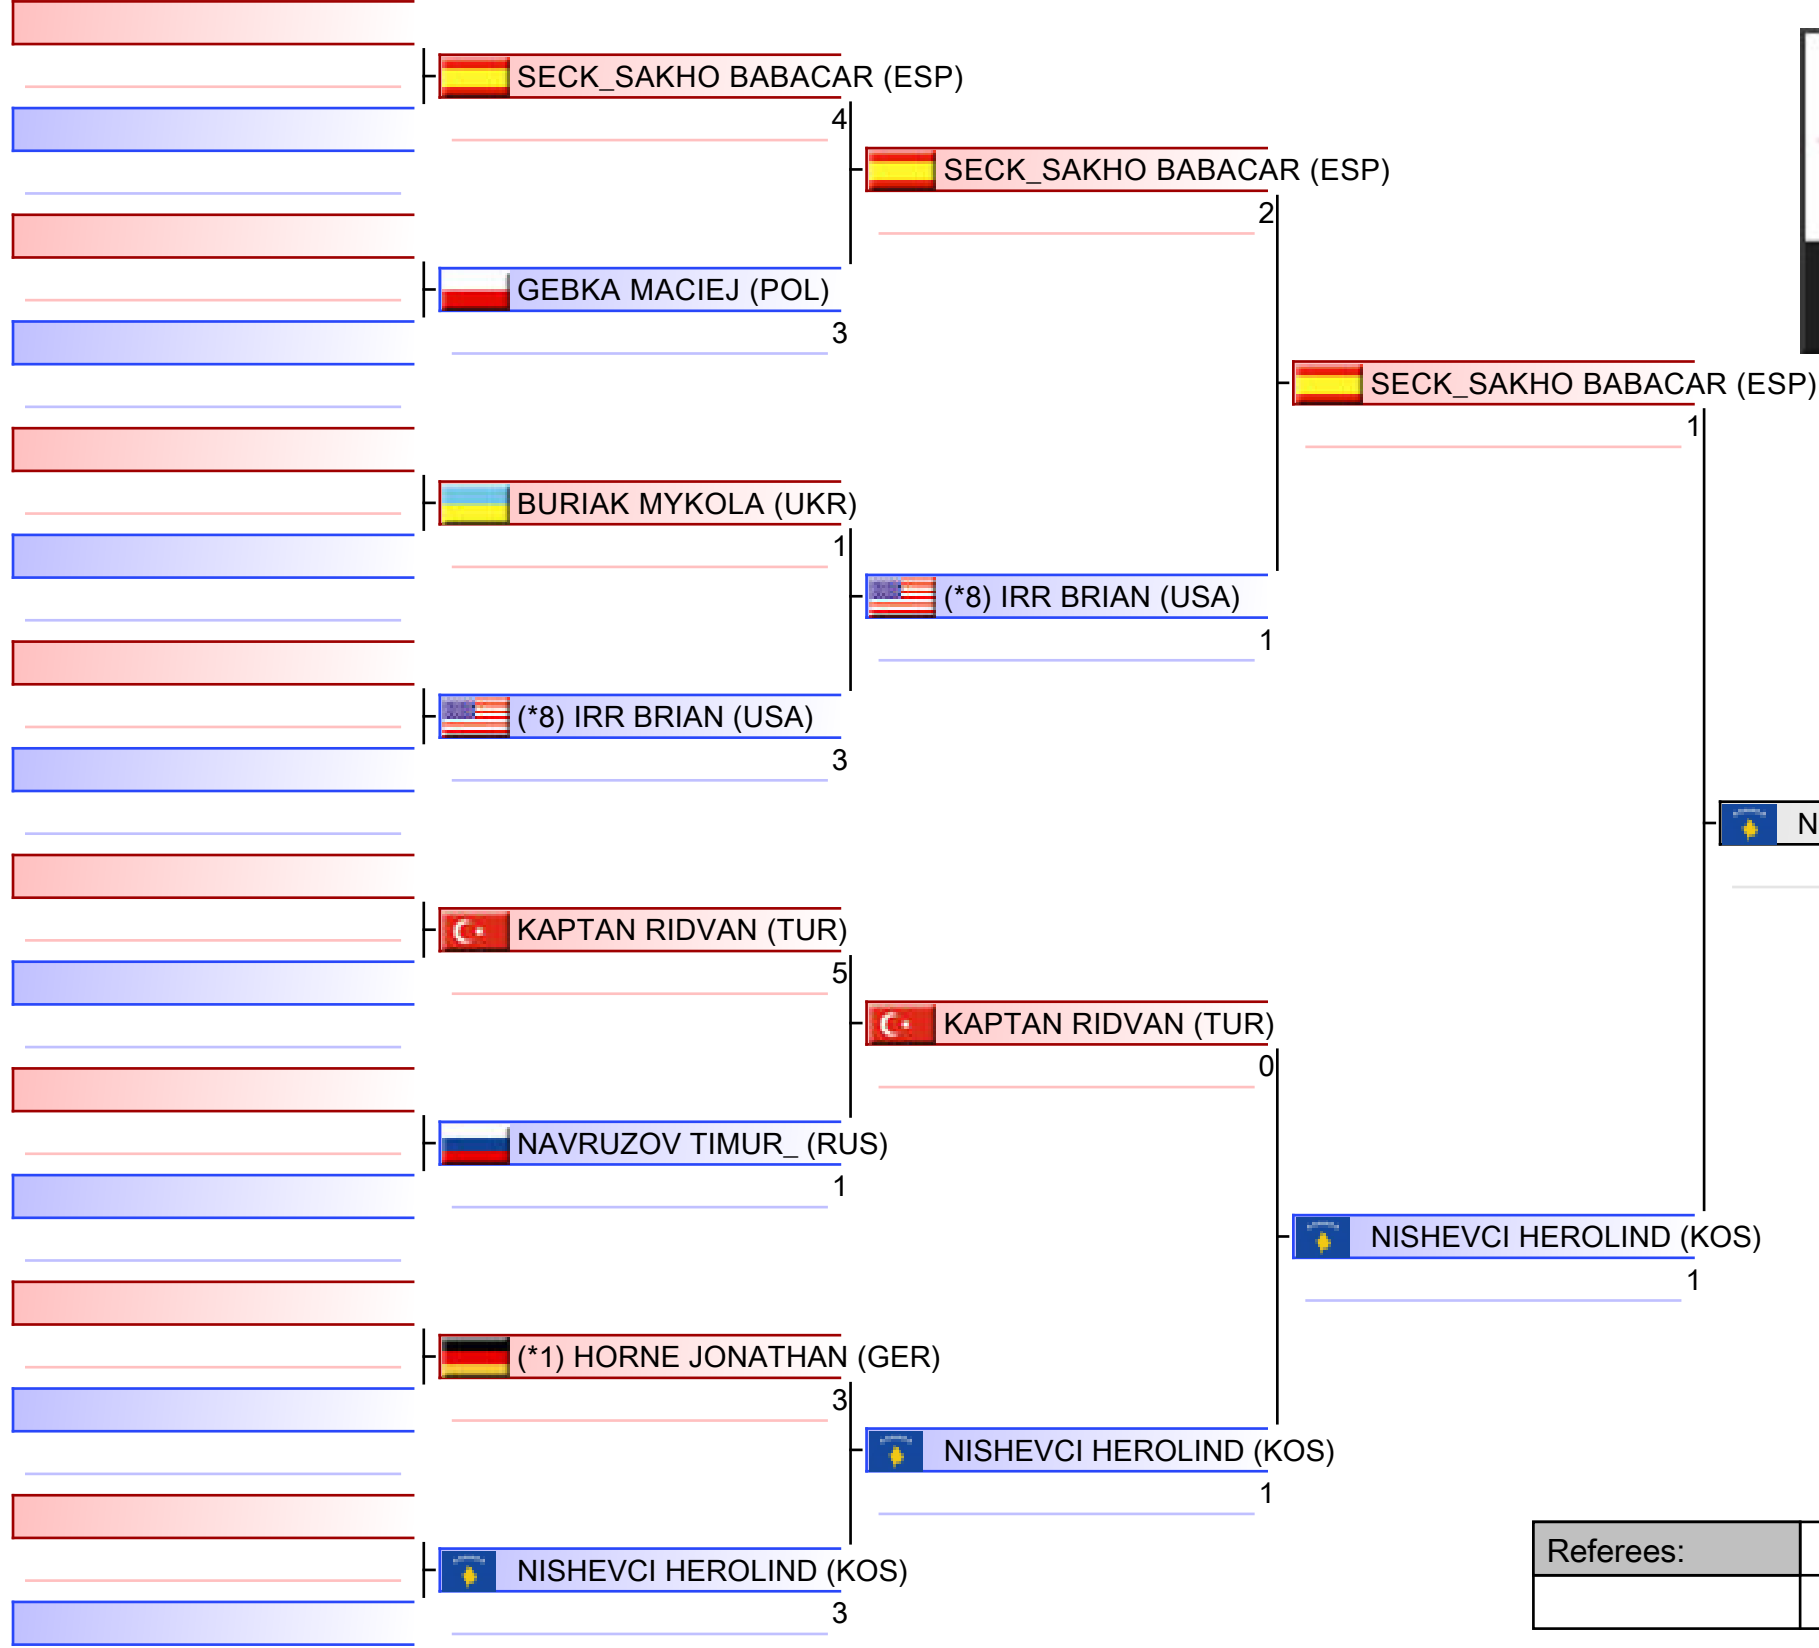 SECK_SAKHO BABACAR (ESP)
4
SECK_SAKHO BABACAR (ESP)
2
GEBKA MACIEJ (POL)
3
SECK_SAKHO BABACAR (ESP)
1
BURIAK MYKOLA (UKR)
1
(*8) IRR BRIAN (USA)
1
(*8) IRR BRIAN (USA)
3
N
KAPTAN RIDVAN (TUR)
5
KAPTAN RIDVAN (TUR)
0
NAVRUZOV TIMUR_ (RUS)
1
NISHEVCI HEROLIND (KOS)
1
(*1) HORNE JONATHAN (GER)
3
NISHEVCI HEROLIND (KOS)
1
NISHEVCI HEROLIND (KOS)
3
Referees: